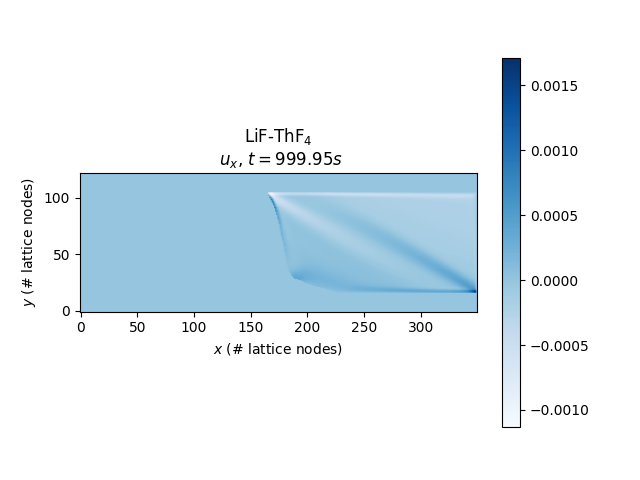 LiF-ThF₄
uₓ, t = 999.95s
y (# lattice nodes)
100
50
0
0 50 100 150 200 250 300
x (# lattice nodes)
0.0015
0.0010
0.0005
0.0000
−0.0005
−0.0010